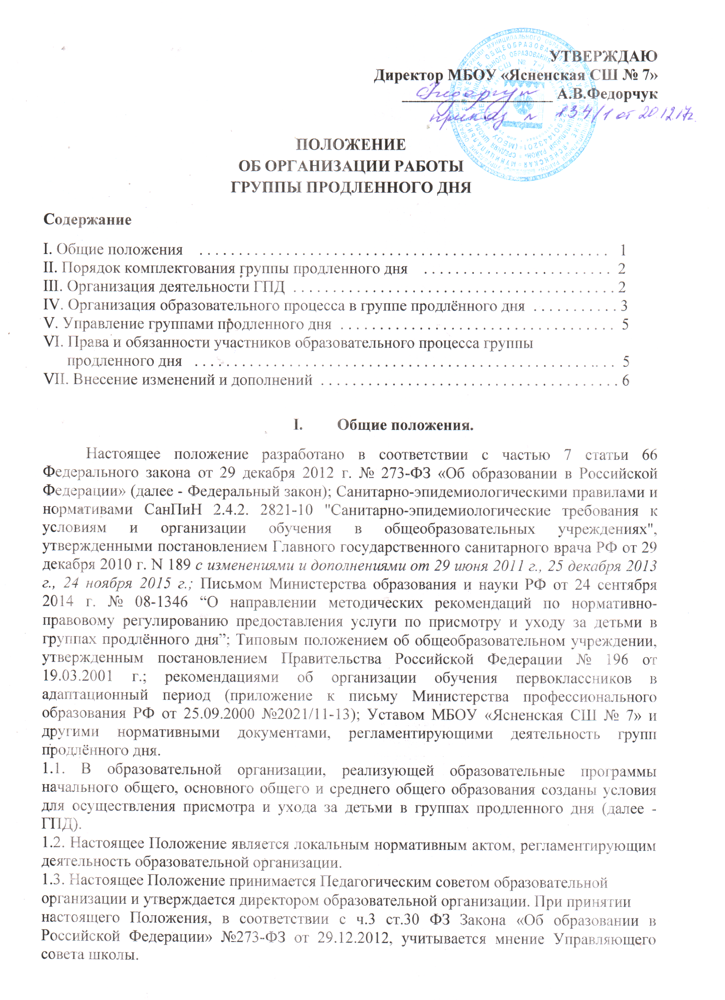 УТВЕРЖДАЮ
Директор МБОУ «Ясненская СШ № 7»
А.В.Федорчук
приказ № 134/1 от 20.12.17г.
ПОЛОЖЕНИЕ
ОБ ОРГАНИЗАЦИИ РАБОТЫ
ГРУППЫ ПРОДЛЕННОГО ДНЯ
Содержание
I. Общие положения . . . . . . . . . . . . . . . . . . . . . . . . . . . . . . . . . . . . . . . . . . . . . . . . . . . . 1
II. Порядок комплектования группы продленного дня . . . . . . . . . . . . . . . . . . . . . . . . 2
III. Организация деятельности ГПД . . . . . . . . . . . . . . . . . . . . . . . . . . . . . . . . . . . . . . . . . 2
IV. Организация образовательного процесса в группе продлённого дня . . . . . . . . . . . 3
V. Управление группами продленного дня . . . . . . . . . . . . . . . . . . . . . . . . . . . . . . . . . . . 5
VI. Права и обязанности участников образовательного процесса группы
продленного дня . . . . . . . . . . . . . . . . . . . . . . . . . . . . . . . . . . . . . . . . . . . . . . . . . . . . . . 5
VII. Внесение изменений и дополнений . . . . . . . . . . . . . . . . . . . . . . . . . . . . . . . . . . . . . . 6
I. Общие положения.
Настоящее положение разработано в соответствии с частью 7 статьи 66
Федерального закона от 29 декабря 2012 г. № 273-ФЗ «Об образовании в Российской
Федерации» (далее - Федеральный закон); Санитарно-эпидемиологическими правилами и
нормативами СанПиН 2.4.2. 2821-10 "Санитарно-эпидемиологические требования к
условиям и организации обучения в общеобразовательных учреждениях",
утвержденными постановлением Главного государственного санитарного врача РФ от 29
декабря 2010 г. N 189 с изменениями и дополнениями от 29 июня 2011 г., 25 декабря 2013
г., 24 ноября 2015 г.; Письмом Министерства образования и науки РФ от 24 сентября
2014 г. № 08-1346 “О направлении методических рекомендаций по нормативно-
правовому регулированию предоставления услуги по присмотру и уходу за детьми в
группах продлённого дня”; Типовым положением об общеобразовательном учреждении,
утвержденным постановлением Правительства Российской Федерации № 196 от
19.03.2001 г.; рекомендациями об организации обучения первоклассников в
адаптационный период (приложение к письму Министерства профессионального
образования РФ от 25.09.2000 №2021/11-13); Уставом МБОУ «Ясненская СШ № 7» и
другими нормативными документами, регламентирующими деятельность групп
продлённого дня.
1.1. В образовательной организации, реализующей образовательные программы
начального общего, основного общего и среднего общего образования созданы условия
для осуществления присмотра и ухода за детьми в группах продленного дня (далее -
ГПД).
1.2. Настоящее Положение является локальным нормативным актом, регламентирующим
деятельность образовательной организации.
1.3. Настоящее Положение принимается Педагогическим советом образовательной
организации и утверждается директором образовательной организации. При принятии
настоящего Положения, в соответствии с ч.3 ст.30 ФЗ Закона «Об образовании в
Российской Федерации» №273-ФЗ от 29.12.2012, учитывается мнение Управляющего
совета школы.